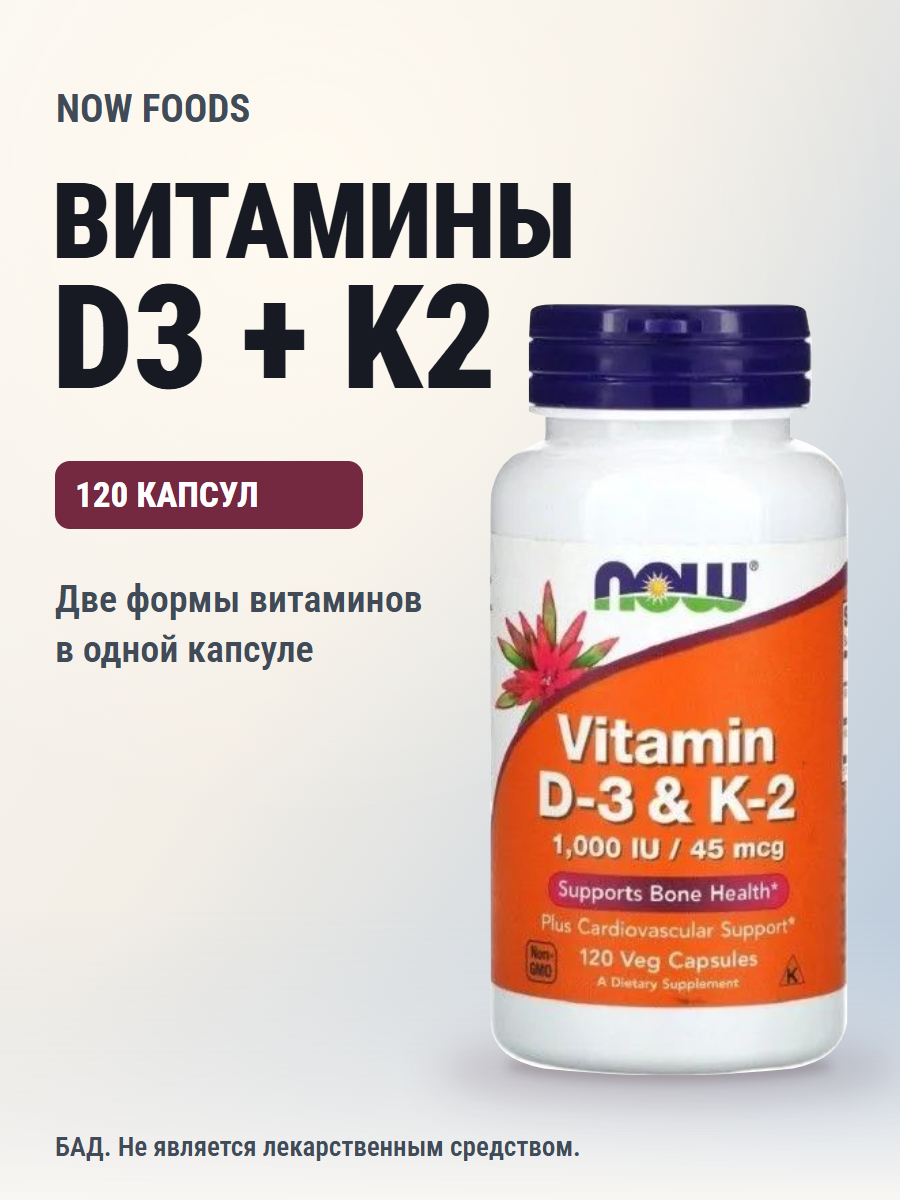 NOW FOODS
ВИТАМИНЫ
D3 + K2
120 КАПСУЛ
Две формы витаминов
в одной капсуле
now®
Vitamin
D-3 & K-2
1,000 IU / 45 mcg
Supports Bone Health*
Plus Cardiovascular Support*
Non-
GMO
120 Veg Capsules
K
A Dietary Supplement
БАД. Не является лекарственным средством.